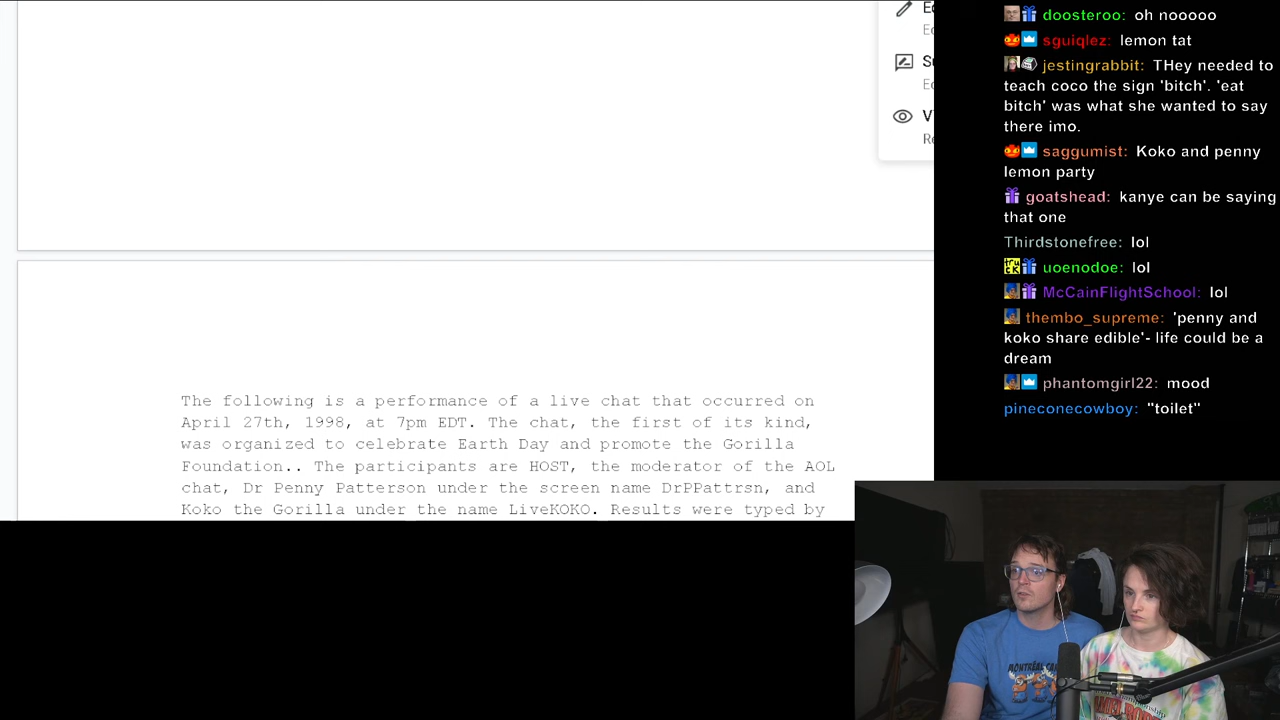 The following is a performance of a live chat that occurred on
April 27th, 1998, at 7pm EDT. The chat, the first of its kind,
was organized to celebrate Earth Day and promote the Gorilla
Foundation.. The participants are HOST, the moderator of the AOL
chat, Dr Penny Patterson under the screen name DrPPattrsn, and
Koko the Gorilla under the name LiveKOKO. Results were typed by
doosteroo: oh nooooo
sguiqlez: lemon tat
jestingrabbit: THey needed to
teach coco the sign 'bitch'. 'eat
bitch' was what she wanted to say
there imo.
saggumist: Koko and penny
lemon party
goatshead: kanye can be saying
that one
Thirdstonefree: lol
uoenodoe: lol
McCainFlightSchool: lol
thembo_supreme: 'penny and
koko share edible'- life could be a
dream
phantomgirl22: mood
pineconecowboy: "toilet"